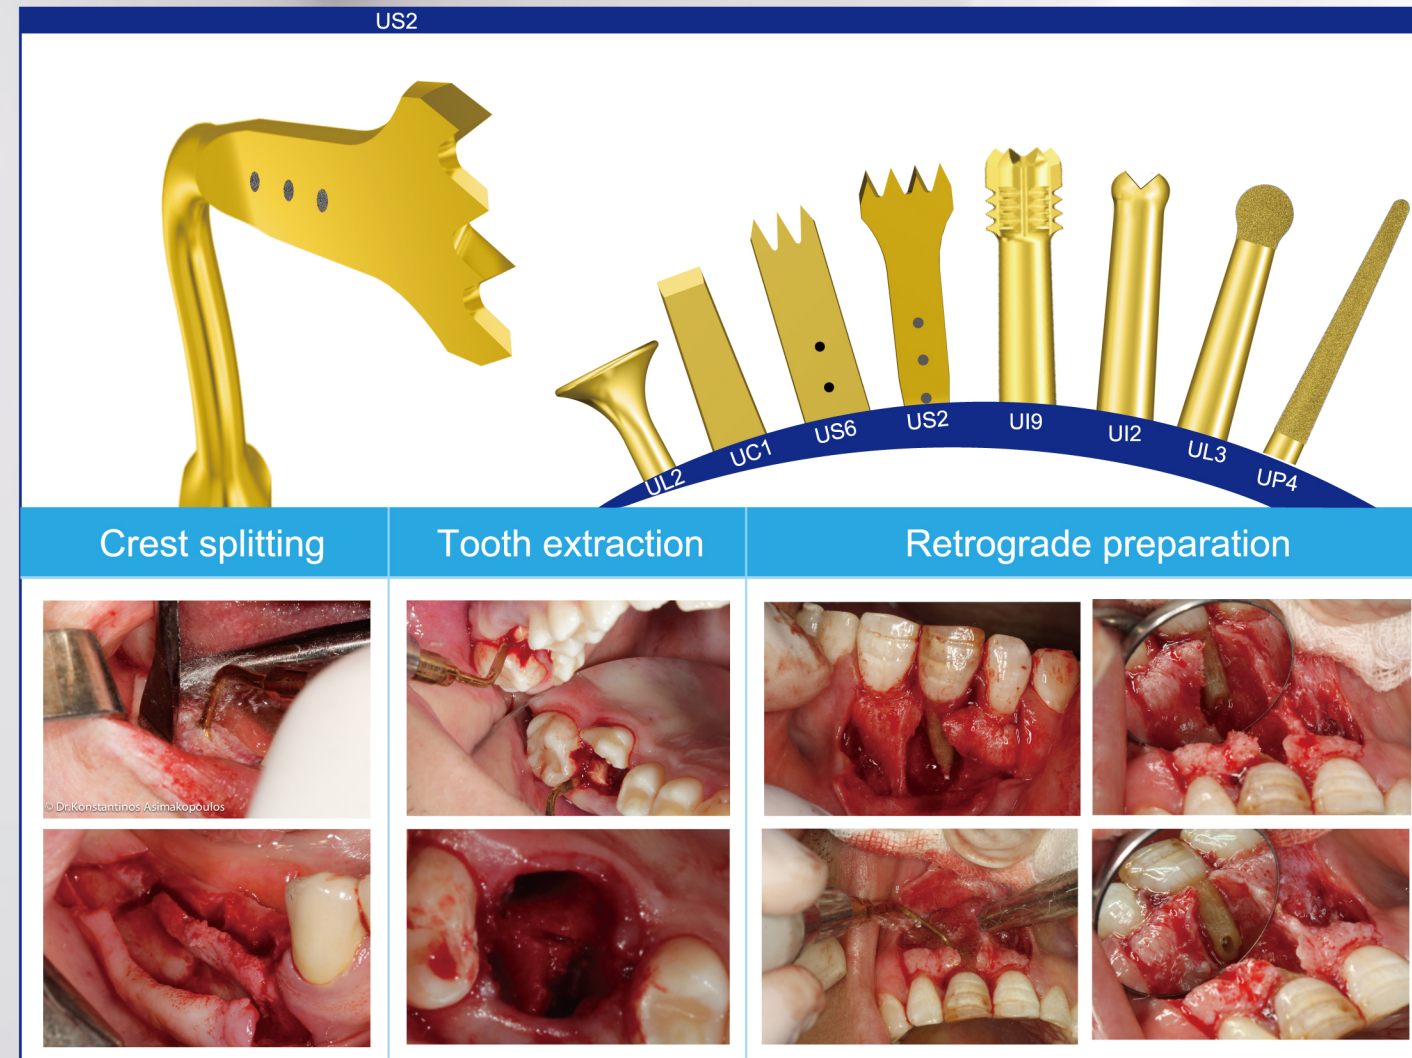 US2
UL2
UC1
US6
US2
UI9
UI2
UL3
UP4
Crest splitting
Tooth extraction
Retrograde preparation
© Dr.Konstantinos Asimakopoulos